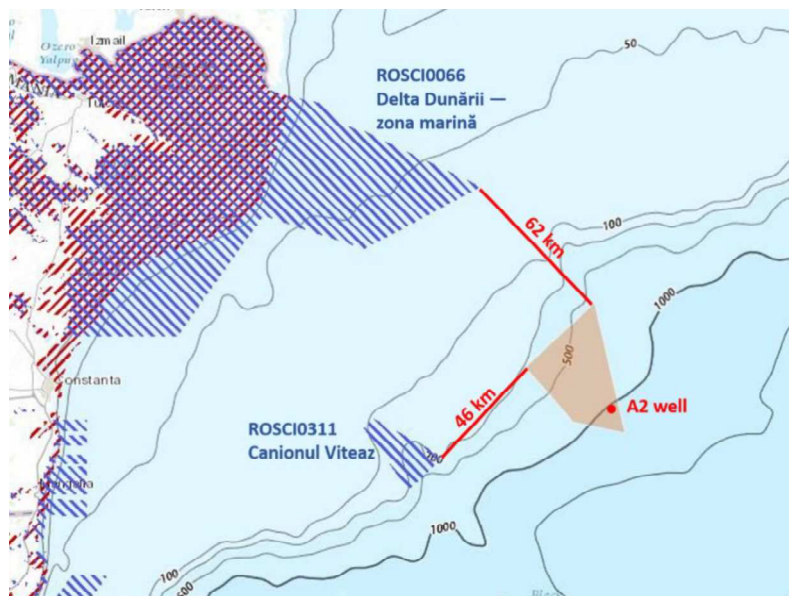 Izmail
Ozero
Yalpug
ROSCI0066
Delta Dunării —
zona marină
50
62 km
100
1000
500
46 km
A2 well
Constanta
ROSCI0311
Canionul Viteaz
1000
100